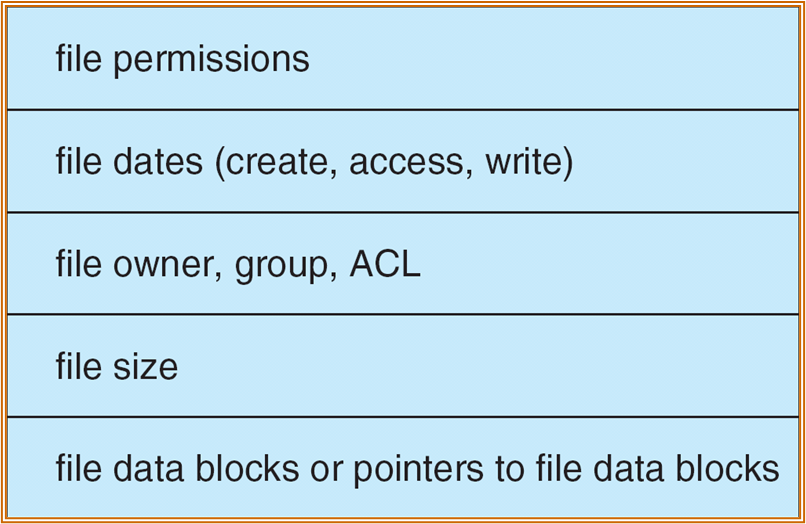 file permissions
file dates (create, access, write)
file owner, group, ACL
file size
file data blocks or pointers to file data blocks